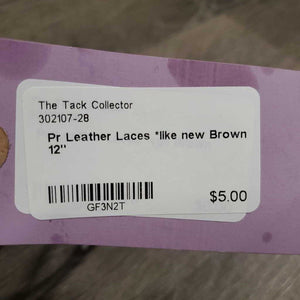 The Tack Collector
302107-28
Pr Leather Laces *like new Brown
12"
GF3N2T
$5.00